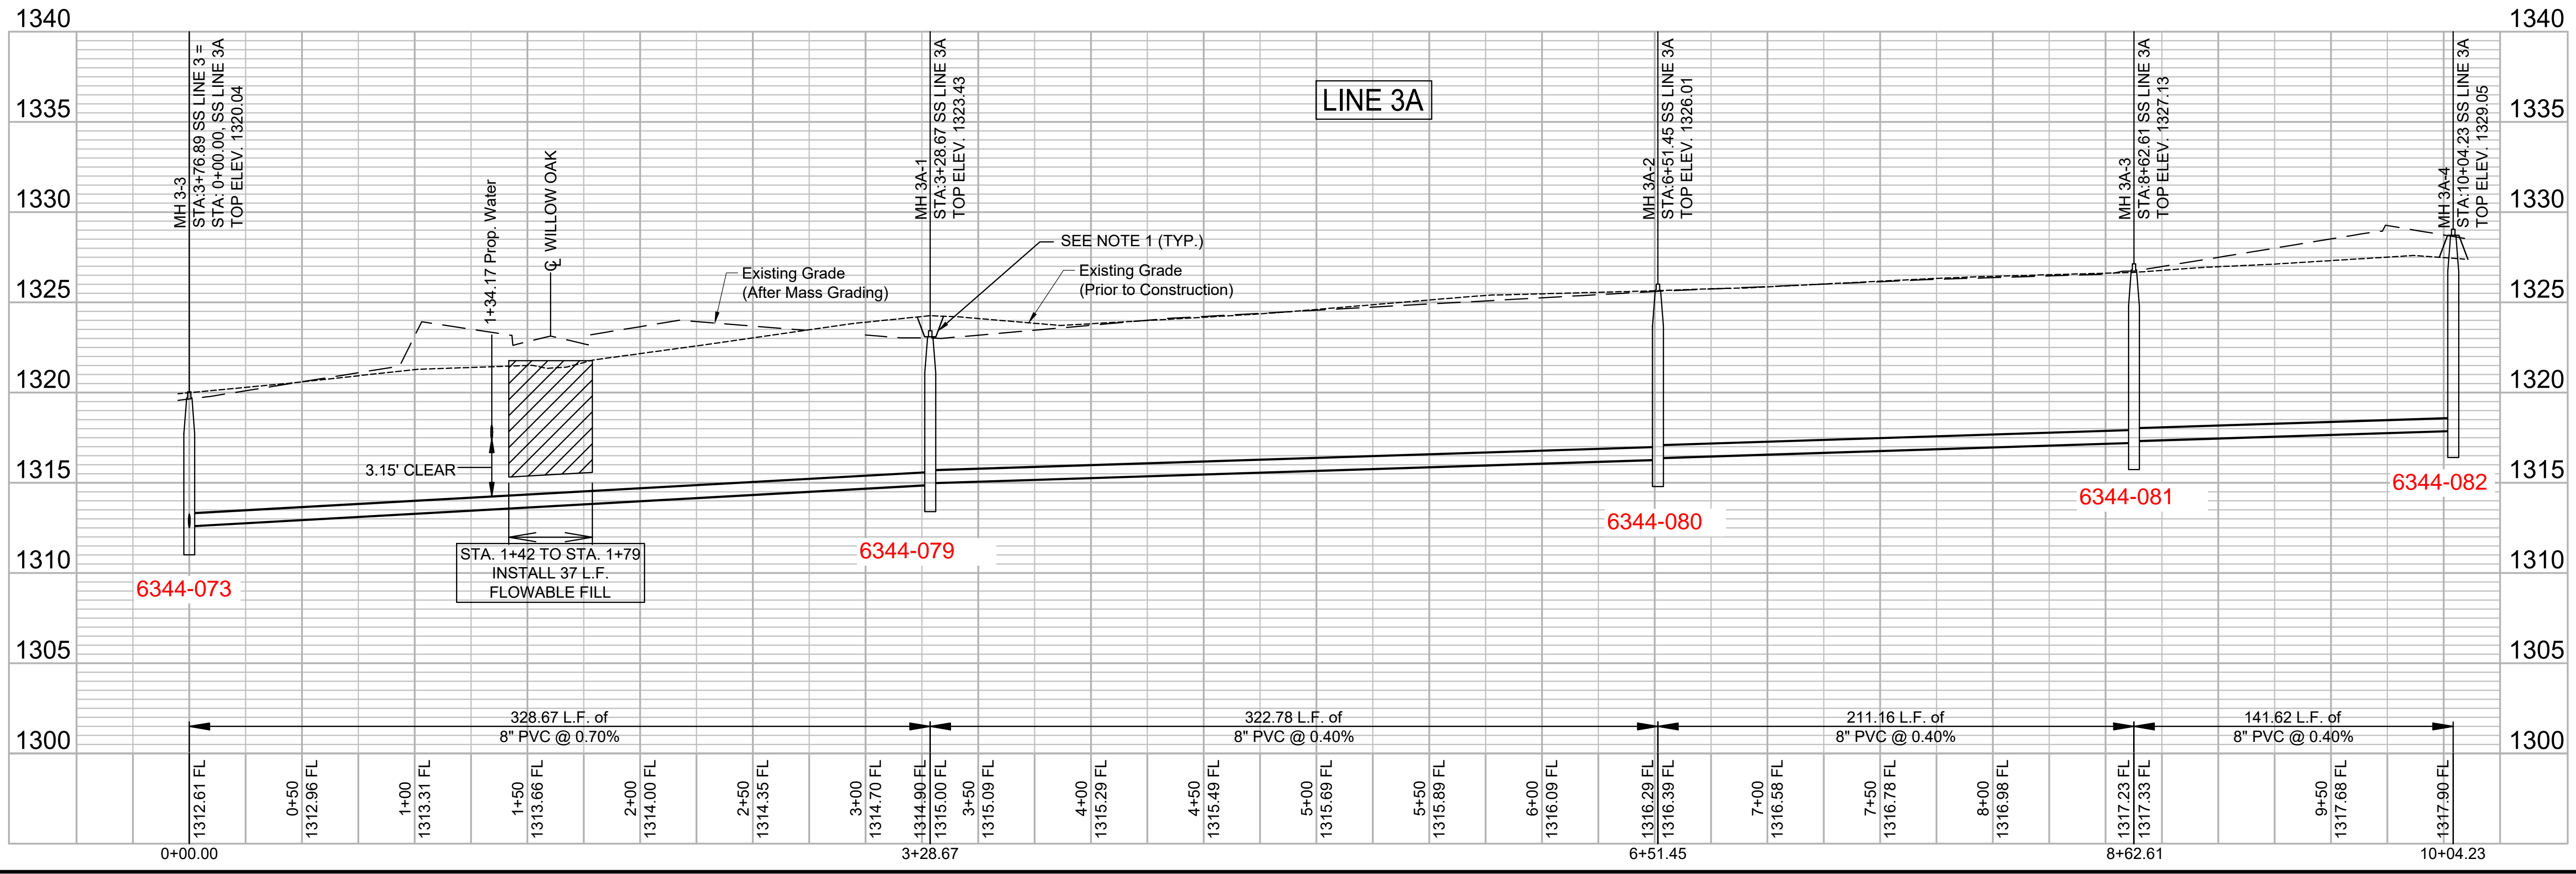 1340
1335
1330
1325
1320
1315
1310
1305
1300
1340
1335
1330
1325
1320
1315
1310
1305
1300
LINE 3A
MH 3-3
STA:3+76.89 SS LINE 3 =
STA: 0+00.00, SS LINE 3A
TOP ELEV. 1320.04
1+34.17 Prop. Water
℄ WILLOW OAK
Existing Grade
(After Mass Grading)
MH 3A-1
STA:3+28.67 SS LINE 3A
TOP ELEV. 1323.43
SEE NOTE 1 (TYP.)
Existing Grade
(Prior to Construction)
MH 3A-2
STA:6+51.45 SS LINE 3A
TOP ELEV. 1326.01
MH 3A-3
STA:8+62.61 SS LINE 3A
TOP ELEV. 1327.13
MH 3A-4
STA:10+04.23 SS LINE 3A
TOP ELEV. 1329.05
3.15' CLEAR
STA. 1+42 TO STA. 1+79
INSTALL 37 L.F.
FLOWABLE FILL
6344-073
6344-079
6344-080
6344-081
6344-082
328.67 L.F. of
8" PVC @ 0.70%
322.78 L.F. of
8" PVC @ 0.40%
211.16 L.F. of
8" PVC @ 0.40%
141.62 L.F. of
8" PVC @ 0.40%
1312.61 FL
0+50
1312.96 FL
1+00
1313.31 FL
1+50
1313.66 FL
2+00
1314.00 FL
2+50
1314.35 FL
3+00
1314.70 FL
1314.90 FL
1315.00 FL
3+50
1315.09 FL
4+00
1315.29 FL
4+50
1315.49 FL
5+00
1315.69 FL
5+50
1315.89 FL
6+00
1316.09 FL
1316.29 FL
1316.39 FL
7+00
1316.58 FL
7+50
1316.78 FL
8+00
1316.98 FL
1317.23 FL
1317.33 FL
9+50
1317.68 FL
1317.90 FL
0+00.00
3+28.67
6+51.45
8+62.61
10+04.23